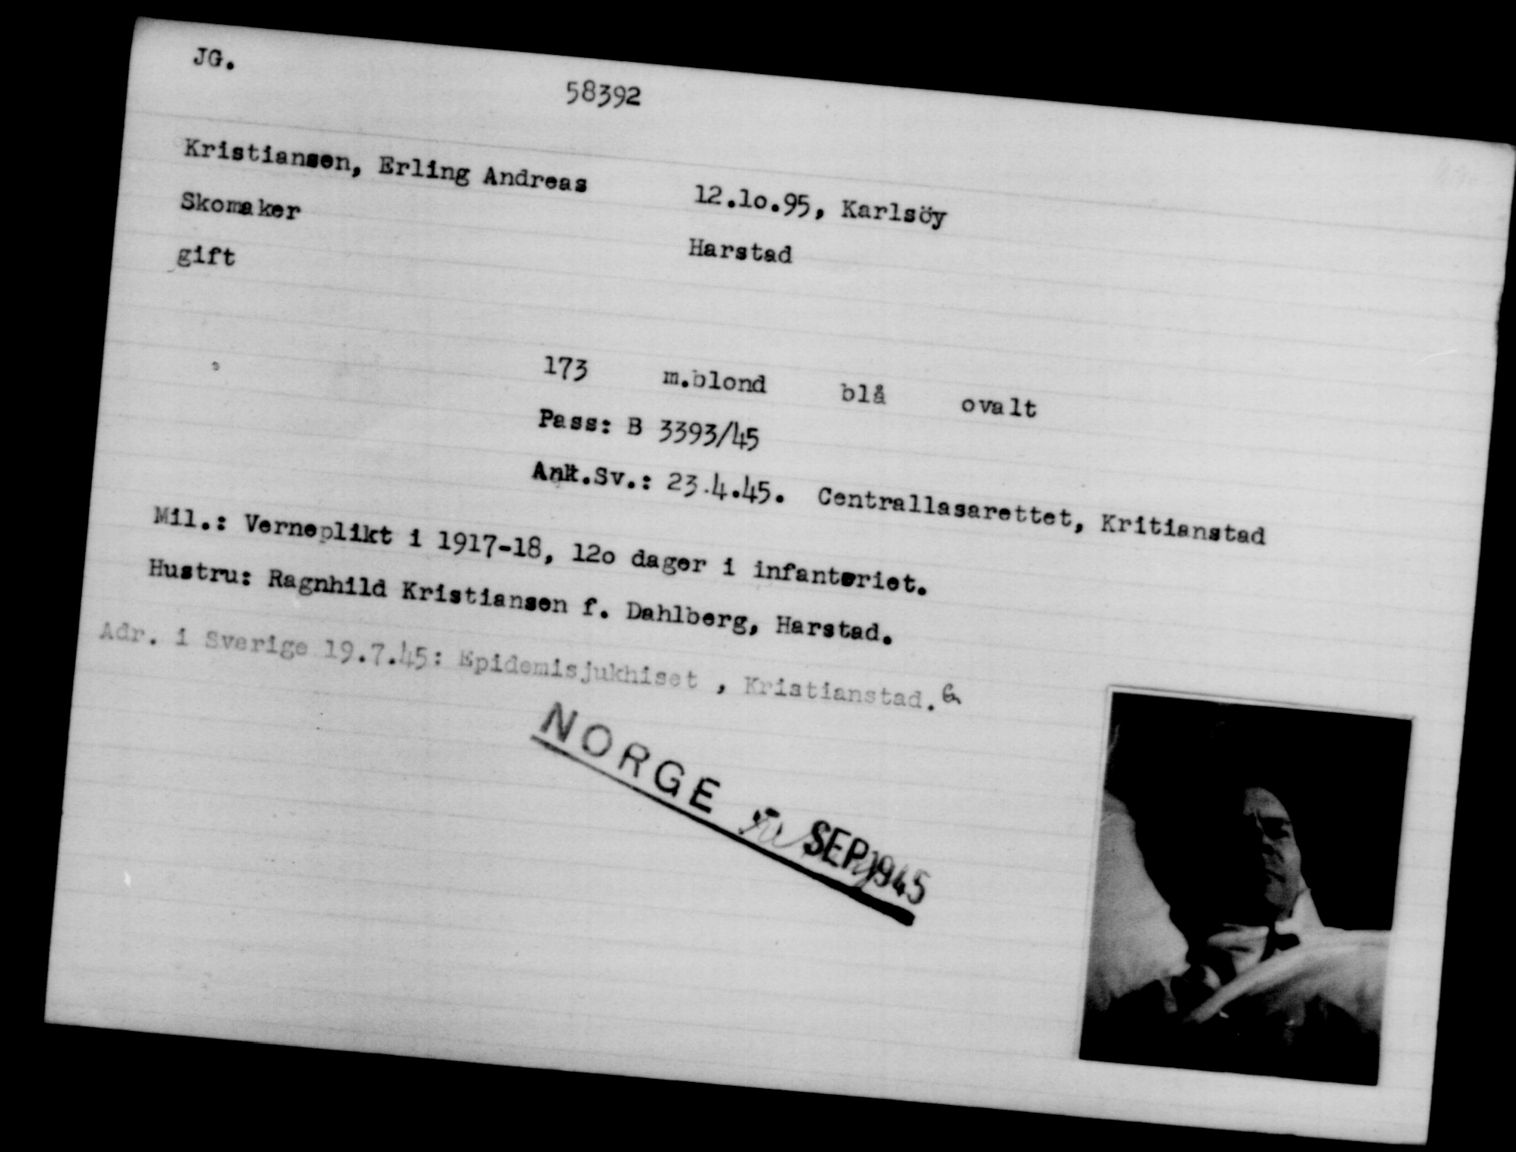 JG.
58392
Kristiansen, Erling Andreas 12.lo.95, Karlsöy
Skomaker Harstad
gift
173 m.blond blå ovalt
Pass: B 3393/45
Ank.Sv.: 23.4.45. Centrallasarettet, Kritianstad
Mil.: Verneplikt i 1917-18, 12o dager i infanteriet.
Hustru: Ragnhild Kristiansen f. Dahlberg, Harstad.
Adr. i Sverige 19.7.45: Epidemisjukhiset , Kristianstad.
NORGE SEP 1945